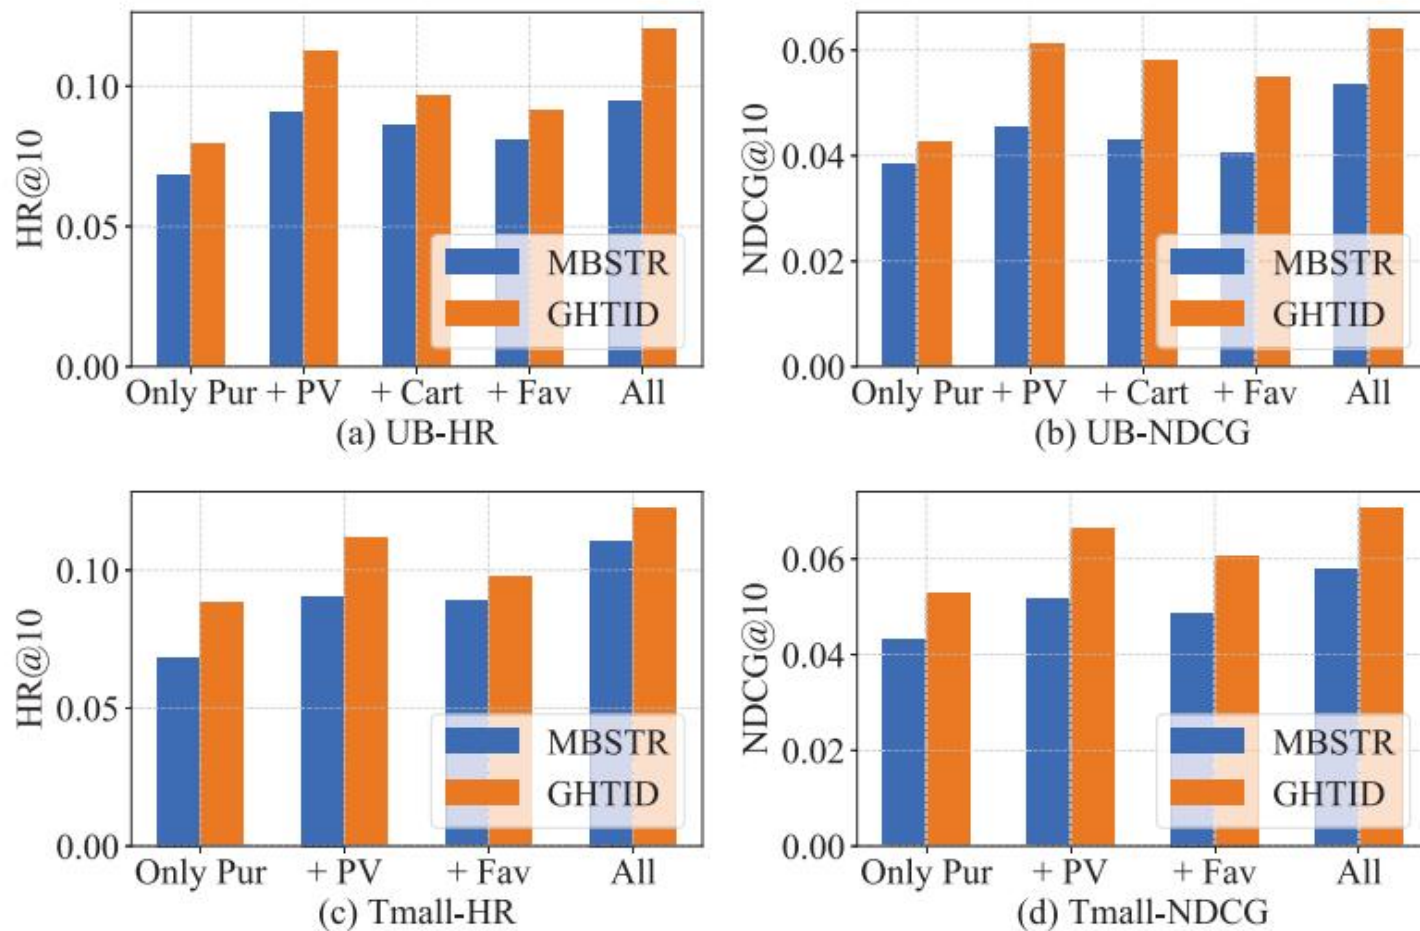 HR@10
0.10
0.05
0.00
MBSTR
GHTID
Only Pur + PV + Cart + Fav All
(a) UB-HR
NDCG@10
0.06
0.04
0.02
0.00
MBSTR
GHTID
Only Pur + PV + Cart + Fav All
(b) UB-NDCG
HR@10
0.10
0.05
0.00
MBSTR
GHTID
Only Pur + PV + Fav All
(c) Tmall-HR
NDCG@10
0.06
0.04
0.02
0.00
MBSTR
GHTID
Only Pur + PV + Fav All
(d) Tmall-NDCG